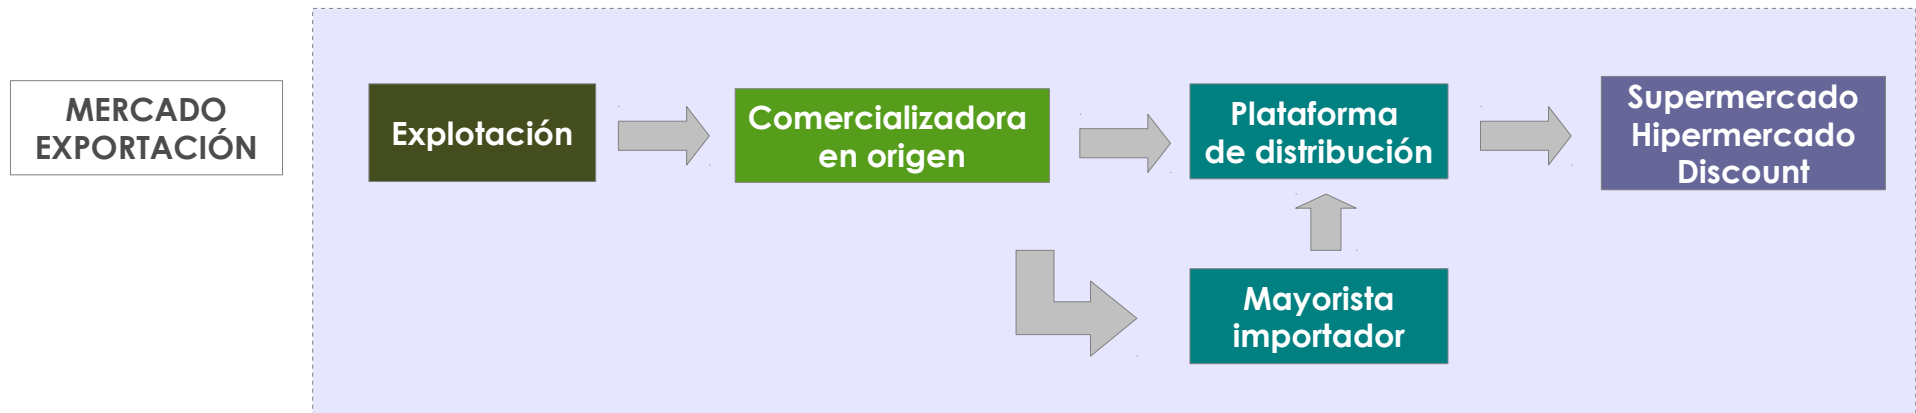 MERCADO
EXPORTACIÓN
Explotación
Comercializadora
en origen
Plataforma
de distribución
Supermercado
Hipermercado
Discount
Mayorista
importador